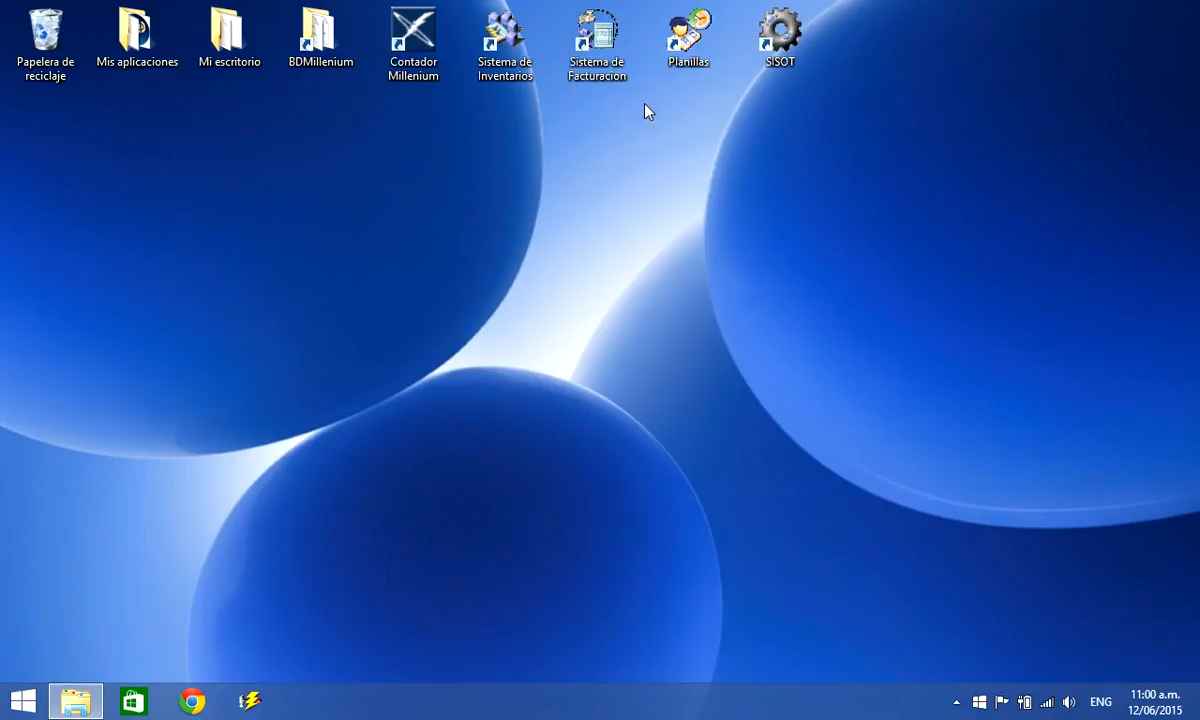 Papelera de
reciclaje
Mis aplicaciones
Mi escritorio
BDMillenium
Contador
Millenium
Sistema de
Inventarios
Sistema de
Facturacion
Planillas
SISOT
ENG
11:00 a.m.
12/06/2015